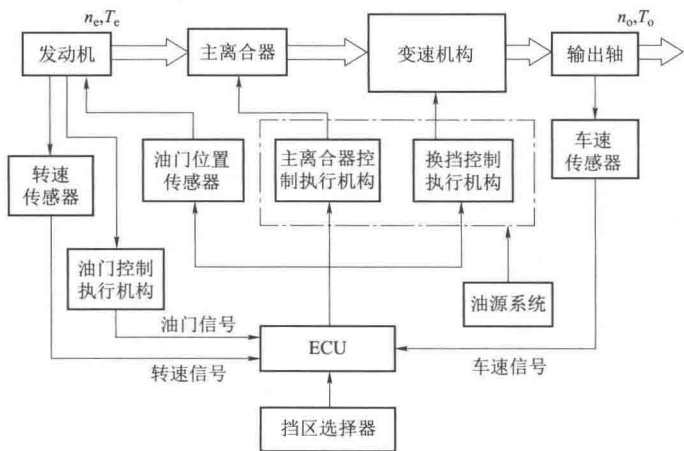 nₑ,Tₑ
nₒ,Tₒ
发动机
主离合器
变速机构
输出轴
转速
传感器
油门位置
传感器
主离合器控
制执行机构
换挡控制
执行机构
车速
传感器
油门控制
执行机构
油源系统
油门信号
ECU
转速信号
车速信号
挡区选择器